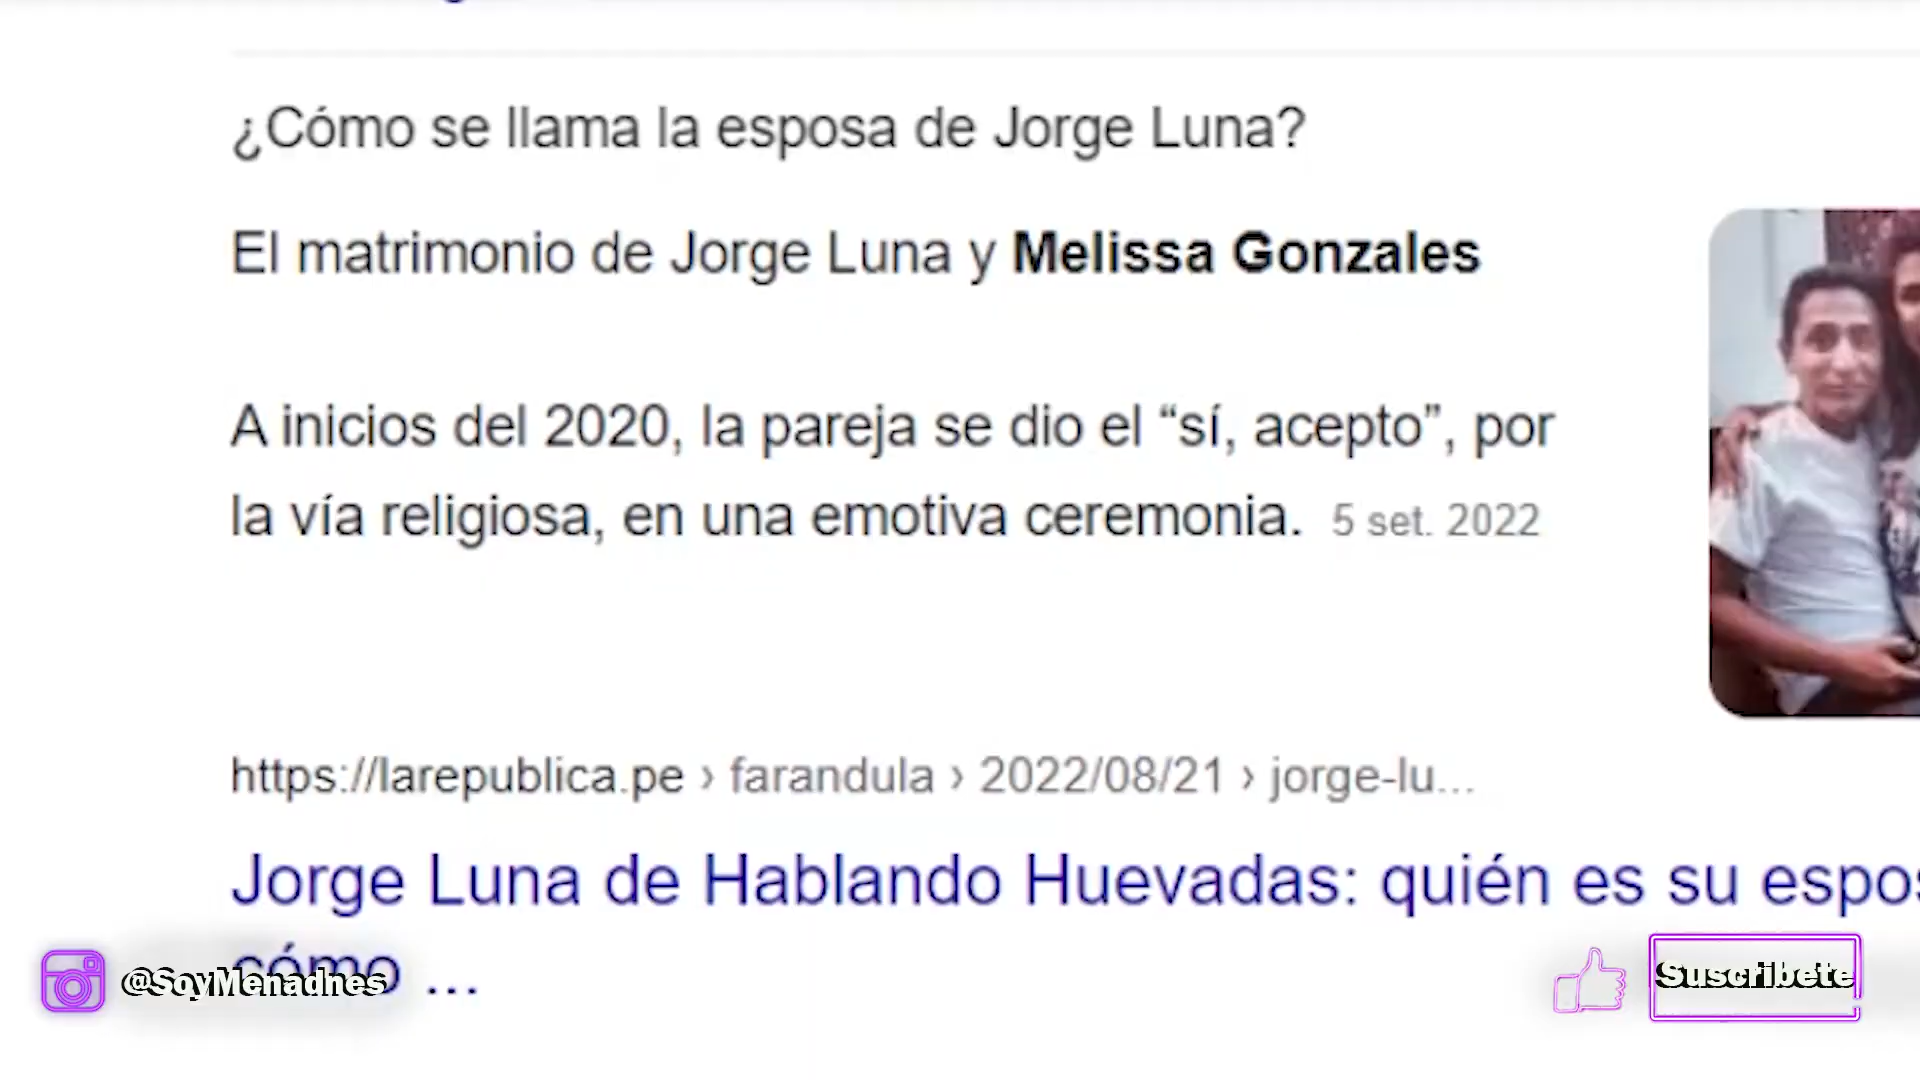 ¿Cómo se llama la esposa de Jorge Luna?
El matrimonio de Jorge Luna y Melissa Gonzales
A inicios del 2020, la pareja se dio el “sí, acepto”, por
la vía religiosa, en una emotiva ceremonia. 5 set. 2022
https://larepublica.pe › farandula › 2022/08/21 › jorge-lu...
Jorge Luna de Hablando Huevadas: quién es su espos
cómo ...
@SoyMenadnes
Suscribete